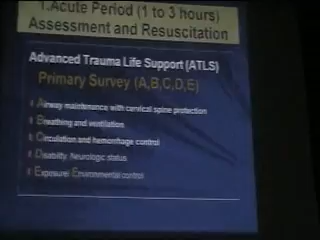 1.Acute Period (1 to 3 hours)
Assessment and Resuscitation
Advanced Trauma Life Support (ATLS)
Primary Survey (A,B,C,D,E)
Airway maintenance with cervical spine protection
Breathing and ventilation
Circulation and hemorrhage control
Disability: Neurologic status
Exposure/ Environmental control